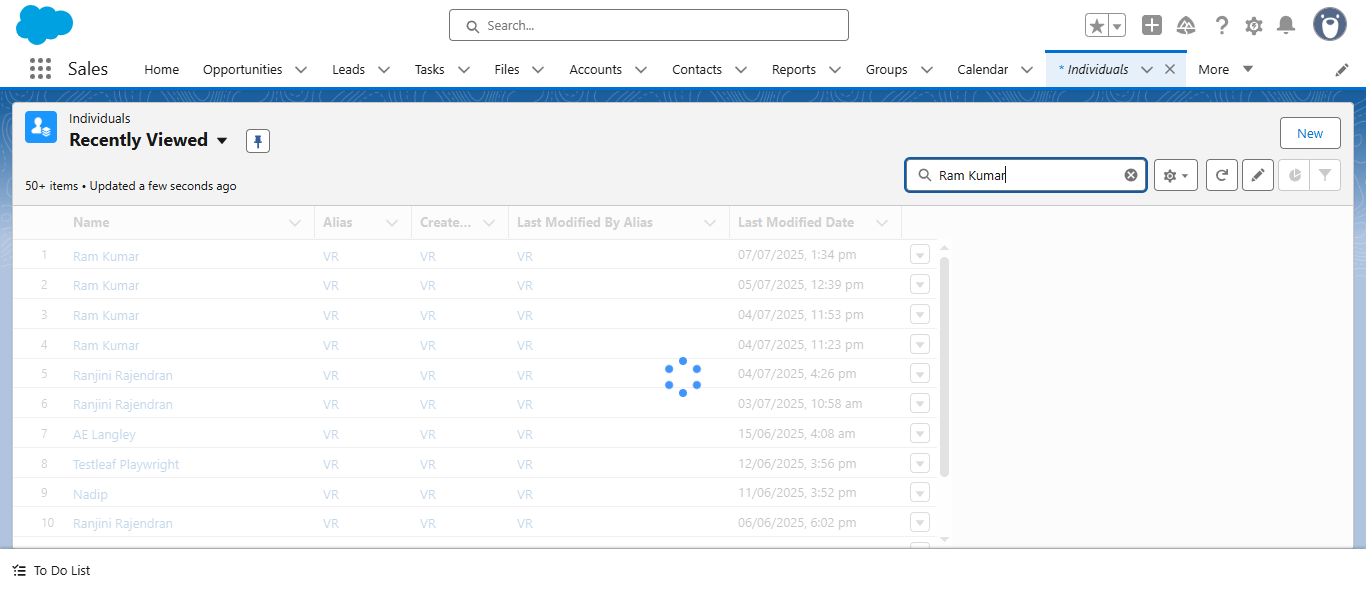 Search...
Sales Home Opportunities Leads Tasks Files Accounts Contacts Reports Groups Calendar * Individuals More
Individuals
Recently Viewed
New
50+ items • Updated a few seconds ago
Ram Kumar
Name Alias Create... Last Modified By Alias Last Modified Date
1 Ram Kumar VR VR VR 07/07/2025, 1:34 pm
2 Ram Kumar VR VR VR 05/07/2025, 12:39 pm
3 Ram Kumar VR VR VR 04/07/2025, 11:53 pm
4 Ram Kumar VR VR VR 04/07/2025, 11:23 pm
5 Ranjini Rajendran VR VR VR 04/07/2025, 4:26 pm
6 Ranjini Rajendran VR VR VR 03/07/2025, 10:58 am
7 AE Langley VR VR VR 15/06/2025, 4:08 am
8 Testleaf Playwright VR VR VR 12/06/2025, 3:56 pm
9 Nadip VR VR VR 11/06/2025, 3:52 pm
10 Ranjini Rajendran VR VR VR 06/06/2025, 6:02 pm
To Do List